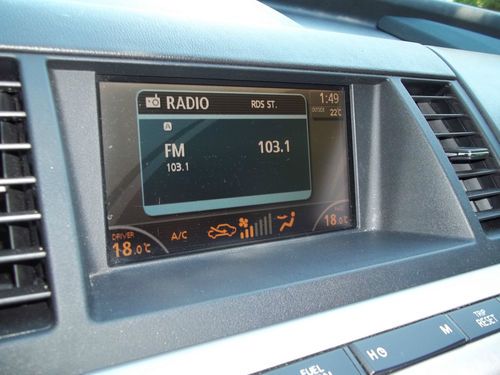 RADIO RDS ST. 1:49
OUTSIDE 22°C
A
FM 103.1
103.1
DRIVER
18.0°C A/C 18.0°C
TRIP
RESET
H M
FUEL